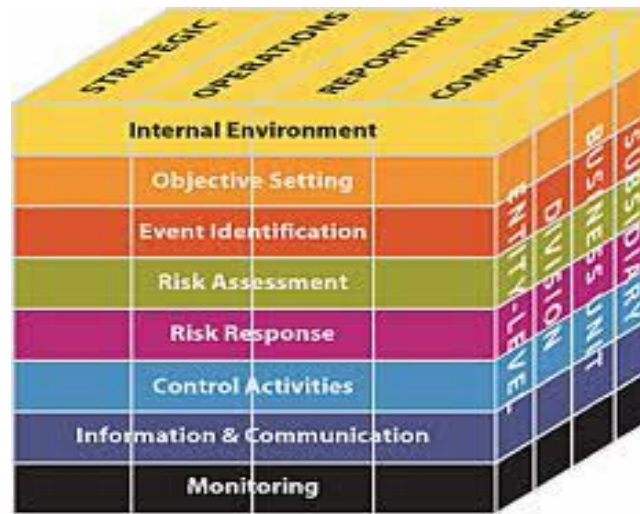 STRATEGIC
OPERATIONS
REPORTING
COMPLIANCE
Internal Environment
Objective Setting
Event Identification
Risk Assessment
Risk Response
Control Activities
Information & Communication
Monitoring
ENTITY-LEVEL
DIVISION
BUSINESS UNIT
SUBSIDIARY